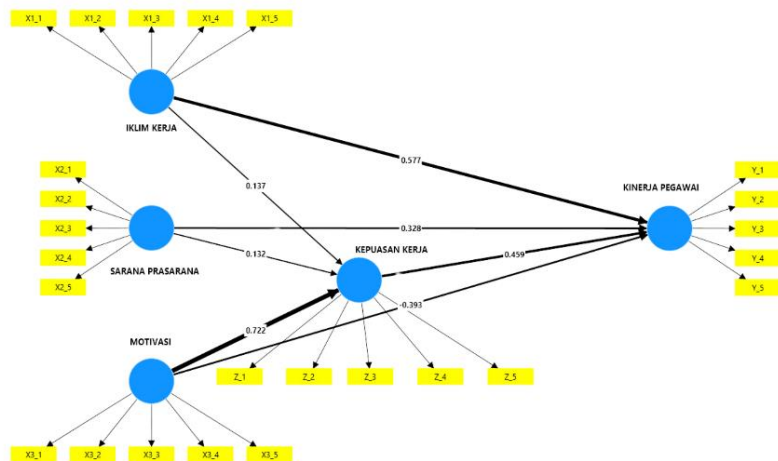 X1_1
X1_2
X1_3
X1_4
X1_5
IKLIM KERJA
0.577
0.137
KINERJA PEGAWAI
X2_1
X2_2
X2_3
X2_4
X2_5
SARANA PRASARANA
0.328
0.132
KEPUASAN KERJA
0.459
-0.393
Y_1
Y_2
Y_3
Y_4
Y_5
MOTIVASI
0.722
Z_1
Z_2
Z_3
Z_4
Z_5
X3_1
X3_2
X3_3
X3_4
X3_5